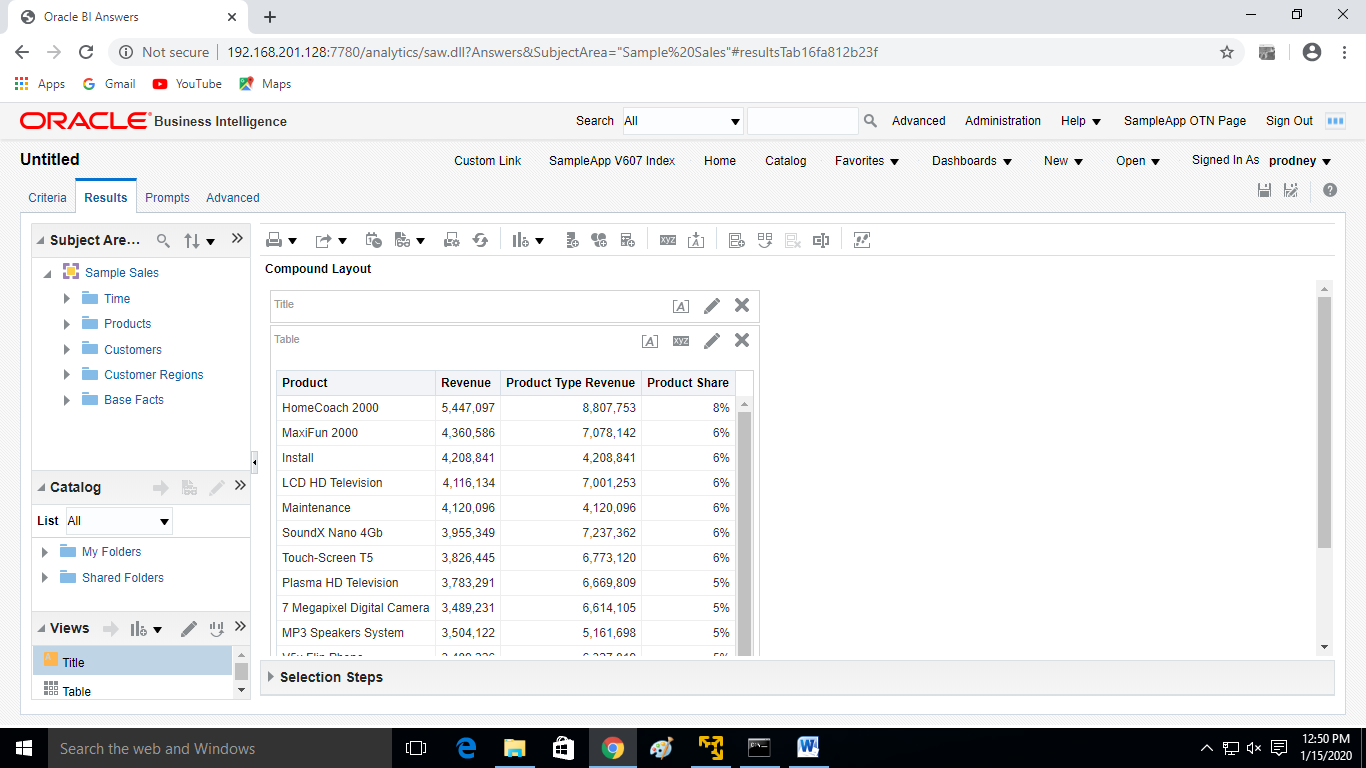 Oracle BI Answers
Not secure 192.168.201.128:7780/analytics/saw.dll?Answers&SubjectArea="Sample%20Sales"#resultsTab16fa812b23f
Apps Gmail YouTube Maps
ORACLE Business Intelligence Search All Advanced Administration Help SampleApp OTN Page Sign Out
Untitled Custom Link SampleApp V607 Index Home Catalog Favorites Dashboards New Open Signed In As prodney
Criteria Results Prompts Advanced
Subject Are...
Sample Sales
Time
Products
Customers
Customer Regions
Base Facts
Catalog
List All
My Folders
Shared Folders
Views
Title
Table
Compound Layout
Title
Table
Product Revenue Product Type Revenue Product Share
HomeCoach 2000 5,447,097 8,807,753 8%
MaxiFun 2000 4,360,586 7,078,142 6%
Install 4,208,841 4,208,841 6%
LCD HD Television 4,116,134 7,001,253 6%
Maintenance 4,120,096 4,120,096 6%
SoundX Nano 4Gb 3,955,349 7,237,362 6%
Touch-Screen T5 3,826,445 6,773,120 6%
Plasma HD Television 3,783,291 6,669,809 5%
7 Megapixel Digital Camera 3,489,231 6,614,105 5%
MP3 Speakers System 3,504,122 5,161,698 5%
Selection Steps
Search the web and Windows
12:50 PM
1/15/2020